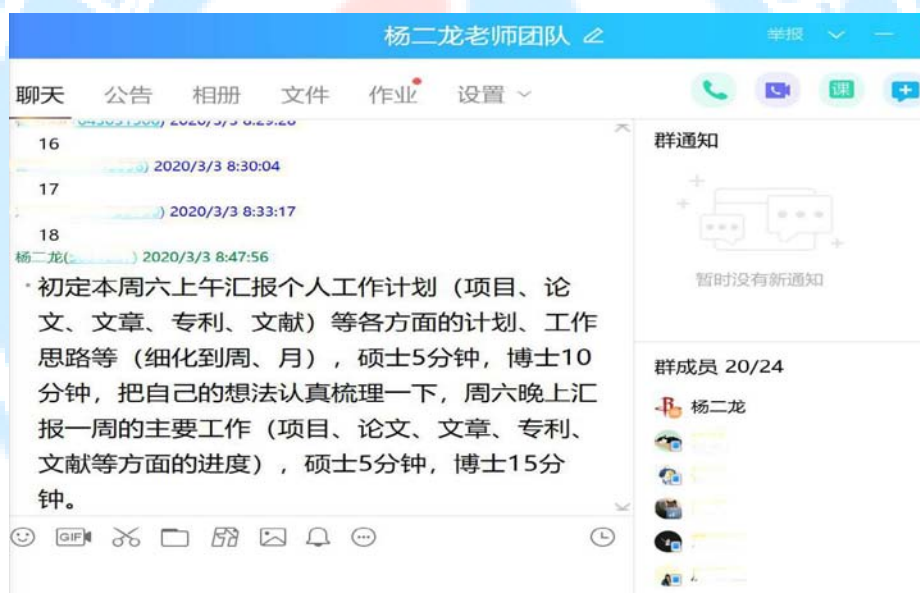 杨二龙老师团队
举报
聊天 公告 相册 文件 作业 设置
课
2020/3/3 8:29:28
16
2020/3/3 8:30:04
17
2020/3/3 8:33:17
18
杨二龙( ) 2020/3/3 8:47:56
初定本周六上午汇报个人工作计划（项目、论
文、文章、专利、文献）等各方面的计划、工作
思路等（细化到周、月），硕士5分钟，博士10
分钟，把自己的想法认真梳理一下，周六晚上汇
报一周的主要工作（项目、论文、文章、专利、
文献等方面的进度），硕士5分钟，博士15分
钟。
GIF
群通知
暂时没有新通知
群成员 20/24
杨二龙